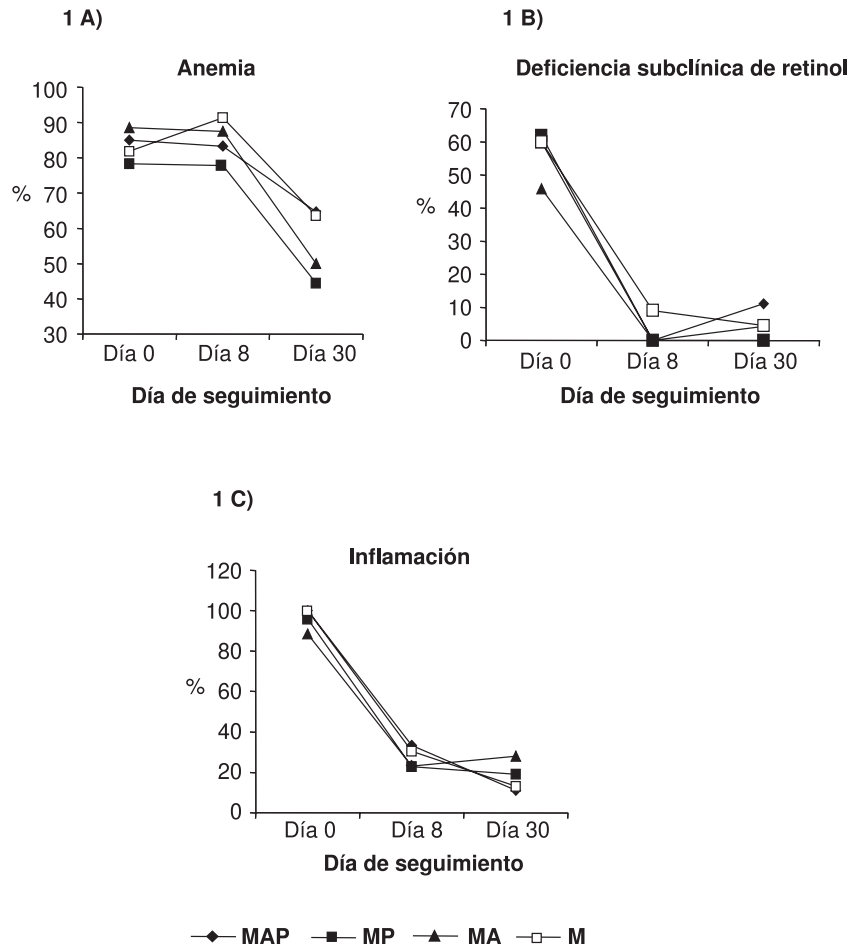 1 A)
Anemia
100
90
80
70
60
50
40
30
%
Día 0 Día 8 Día 30
Día de seguimiento
1 B)
Deficiencia subclínica de retinol
70
60
50
40
30
20
10
0
%
Día 0 Día 8 Día 30
Día de seguimiento
1 C)
Inflamación
120
100
80
60
40
20
0
%
Día 0 Día 8 Día 30
Día de seguimiento
MAP MP MA M